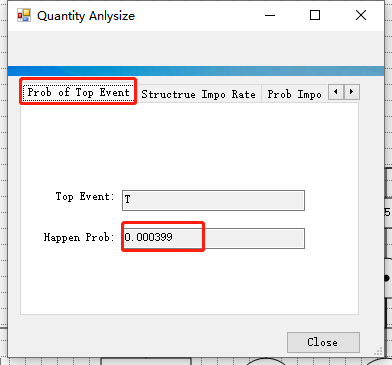 Quantity Anlysize
Prob of Top Event Structrue Impo Rate Prob Impo
Top Event: T
Happen Prob: 0.000399
Close